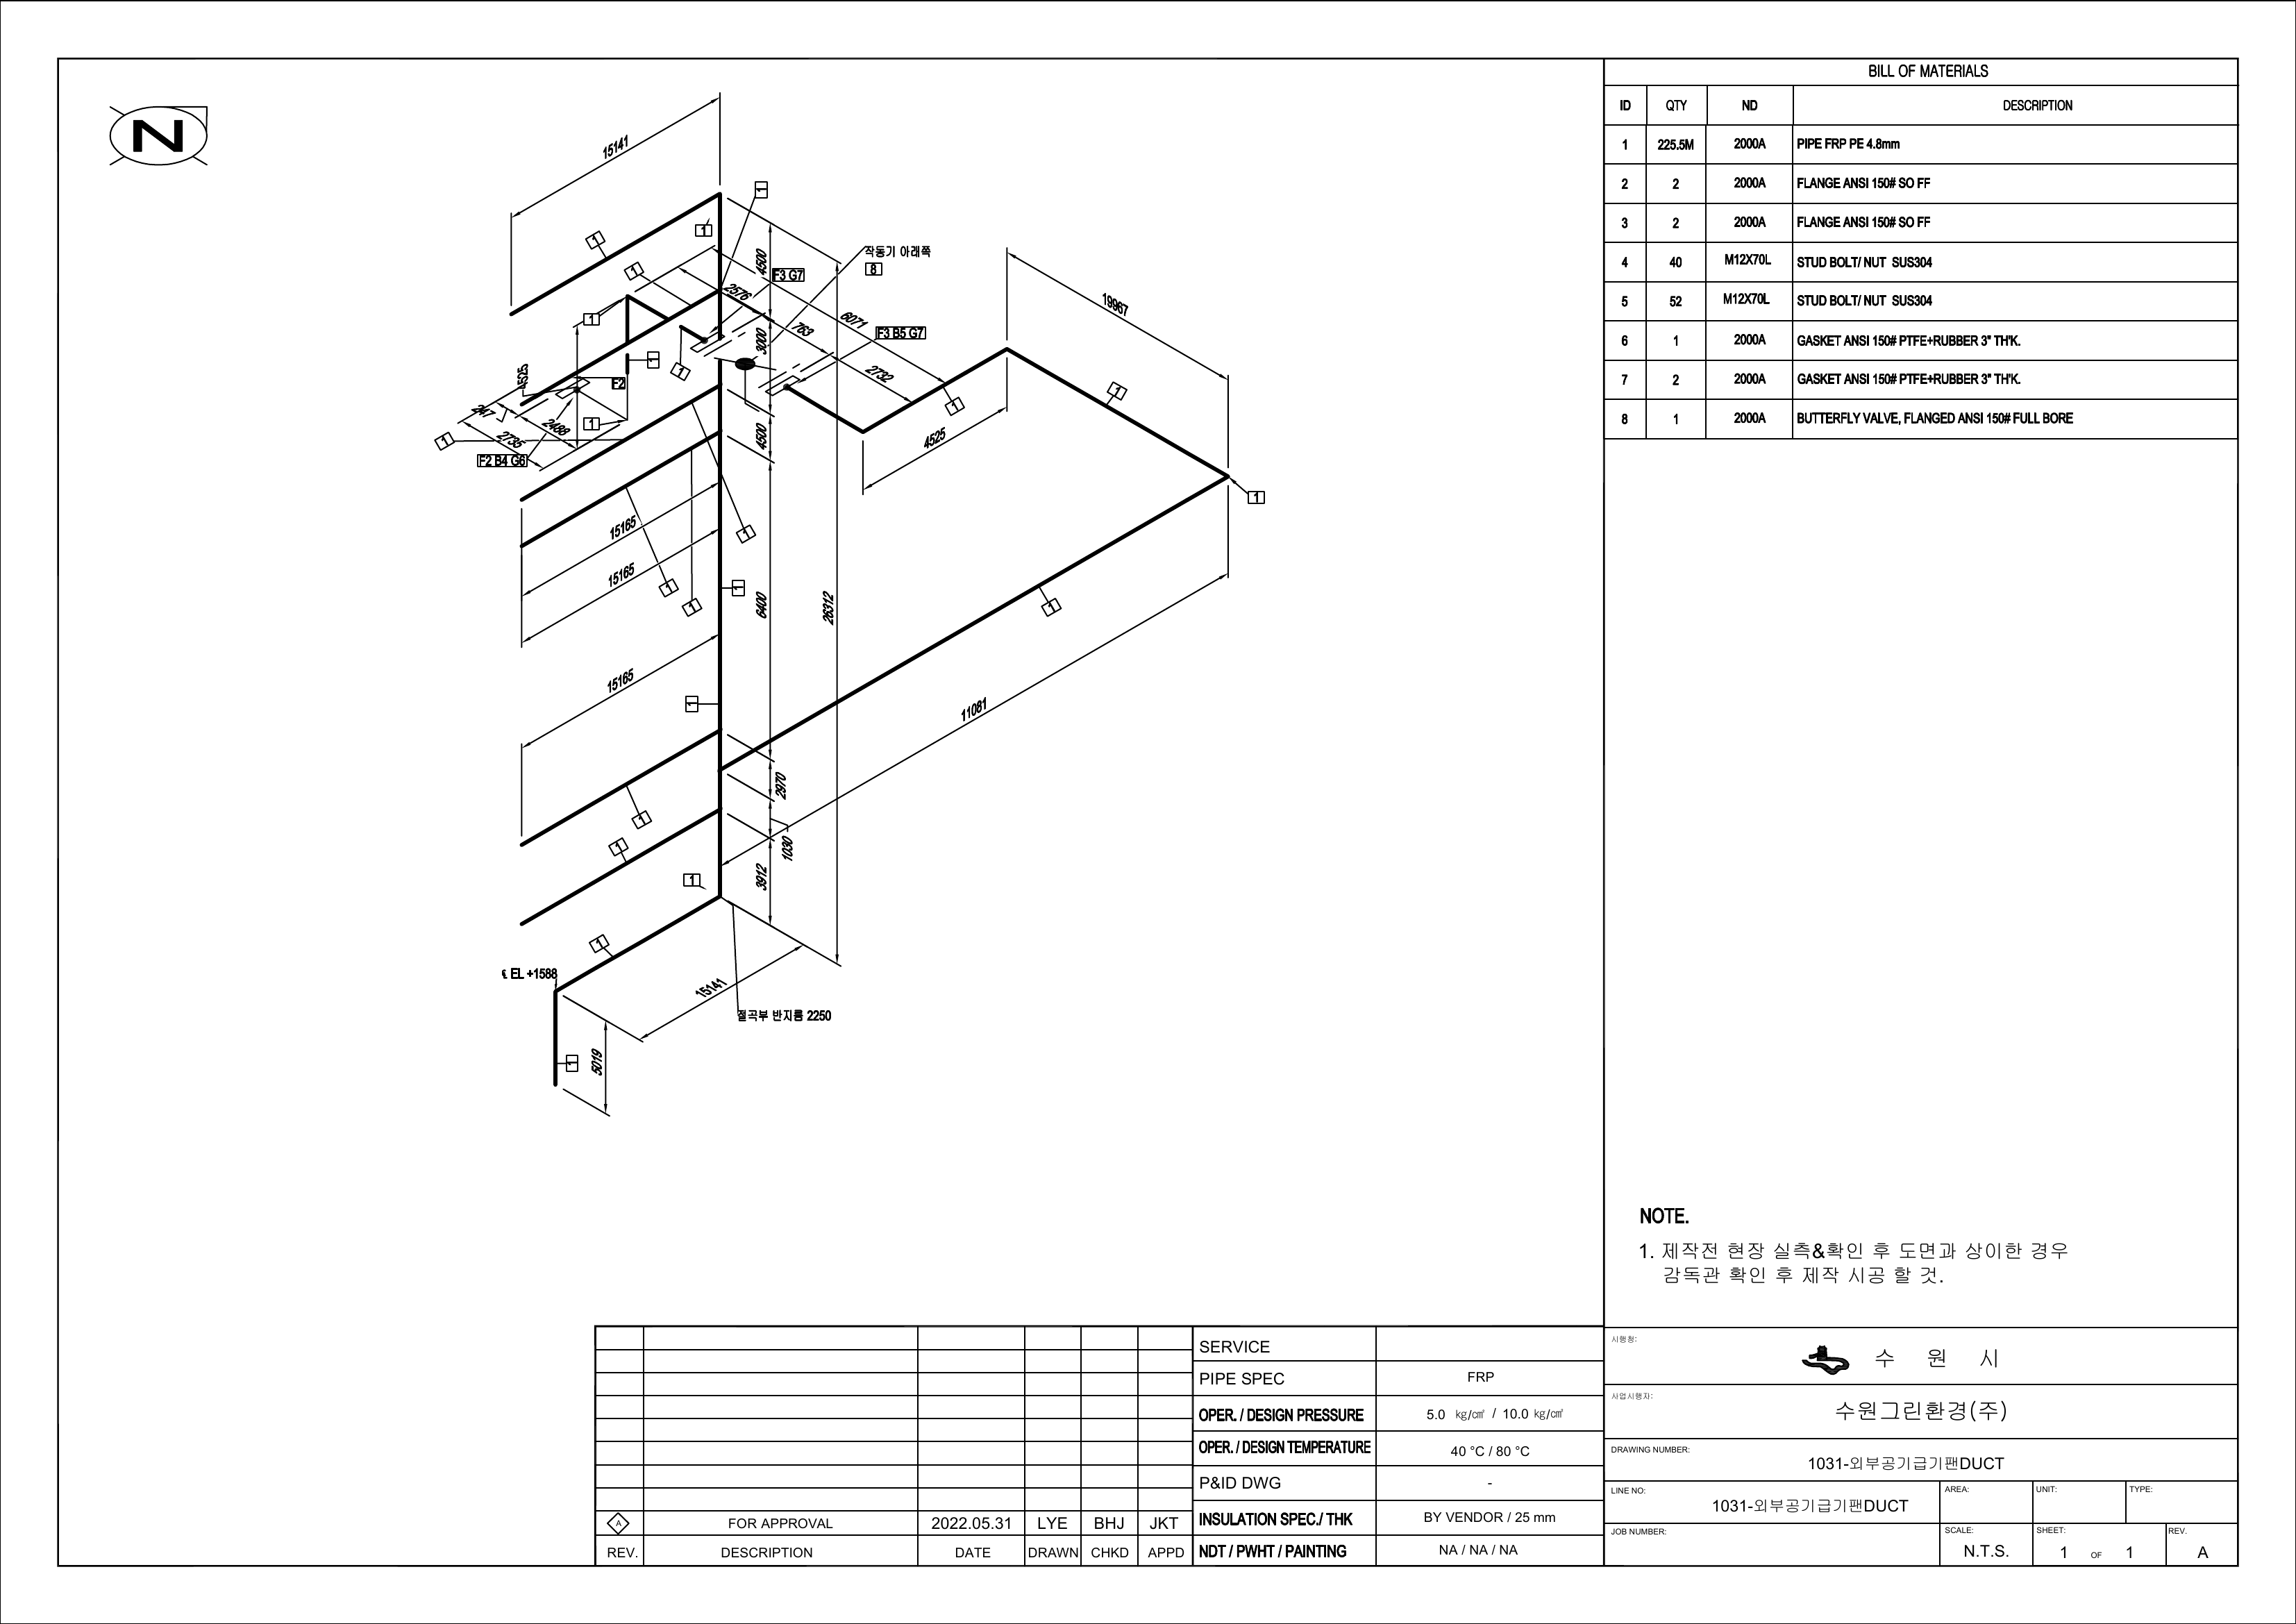 N
15141
1
1
1
1
4500
F3 G7
작동기 아래쪽
8
2576
763
6071
F3 B5 G7
3000
2732
1
1
1
4525
F2
247
2735
2488
1
1
F2 B4 G6
4500
4525
19967
1
1
1
15165
15165
1
1
1
1
6400
26312
1
15165
1
11081
2970
1030
3912
1
1
1
1
℄ EL +1588
15141
절곡부 반지름 2250
5019
1
BILL OF MATERIALS
ID QTY ND DESCRIPTION
1 225.5M 2000A PIPE FRP PE 4.8mm
2 2 2000A FLANGE ANSI 150# SO FF
3 2 2000A FLANGE ANSI 150# SO FF
4 40 M12X70L STUD BOLT/ NUT SUS304
5 52 M12X70L STUD BOLT/ NUT SUS304
6 1 2000A GASKET ANSI 150# PTFE+RUBBER 3" TH'K.
7 2 2000A GASKET ANSI 150# PTFE+RUBBER 3" TH'K.
8 1 2000A BUTTERFLY VALVE, FLANGED ANSI 150# FULL BORE
NOTE.
1. 제작전 현장 실측&확인 후 도면과 상이한 경우
감독관 확인 후 제작 시공 할 것.
SERVICE
PIPE SPEC FRP
OPER. / DESIGN PRESSURE 5.0 ㎏/㎠ / 10.0 ㎏/㎠
OPER. / DESIGN TEMPERATURE 40 °C / 80 °C
P&ID DWG -
INSULATION SPEC./ THK BY VENDOR / 25 mm
NDT / PWHT / PAINTING NA / NA / NA
A FOR APPROVAL 2022.05.31 LYE BHJ JKT
REV. DESCRIPTION DATE DRAWN CHKD APPD
시행청:
수 원 시
사업시행자:
수원그린환경(주)
DRAWING NUMBER:
1031-외부공기급기팬DUCT
LINE NO: AREA: UNIT: TYPE:
1031-외부공기급기팬DUCT
JOB NUMBER: SCALE: SHEET: REV.
N.T.S. 1 OF 1 A